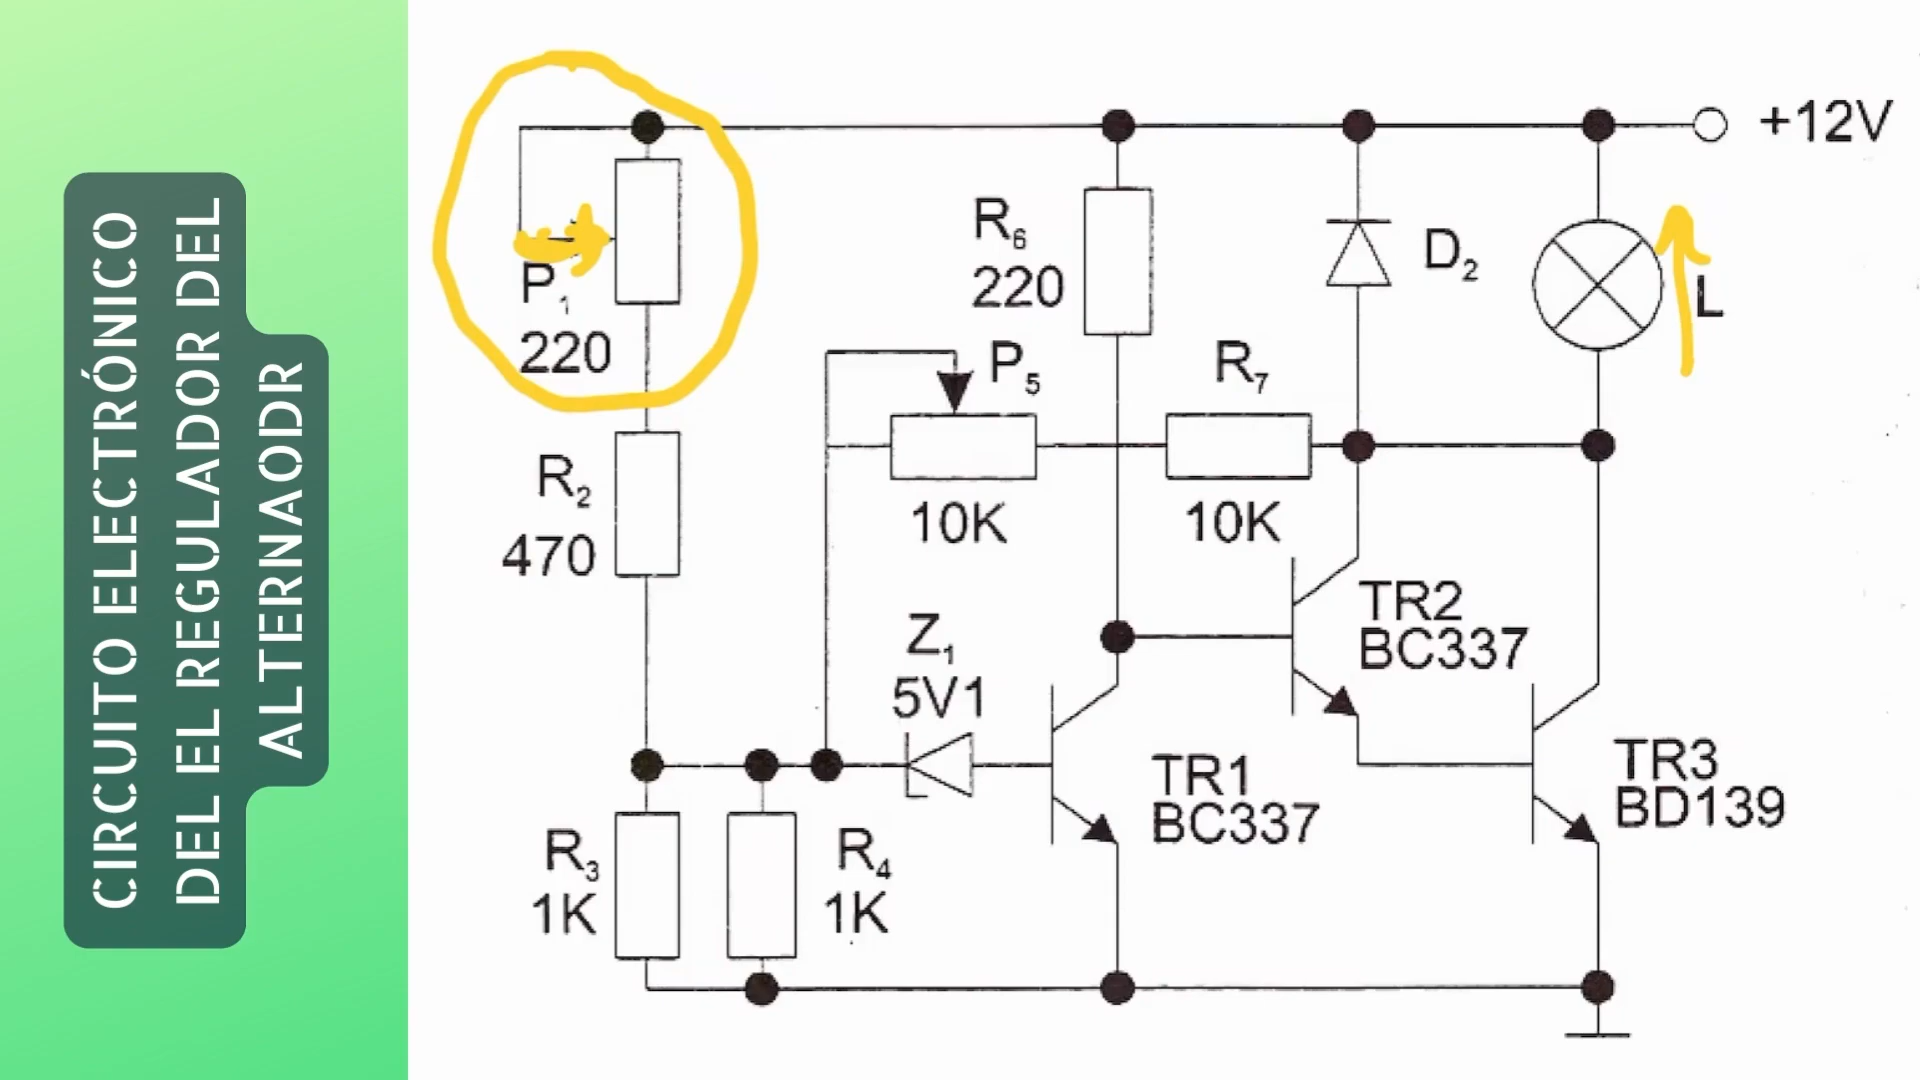 CIRCUITO ELECTRÓNICO
DEL EL REGULADOR DEL
ALTERNAODR
+12V
P1
220
R6
220
D2
L
P5
10K
R7
10K
R2
470
Z1
5V1
TR2
BC337
TR1
BC337
TR3
BD139
R3
1K
R4
1K